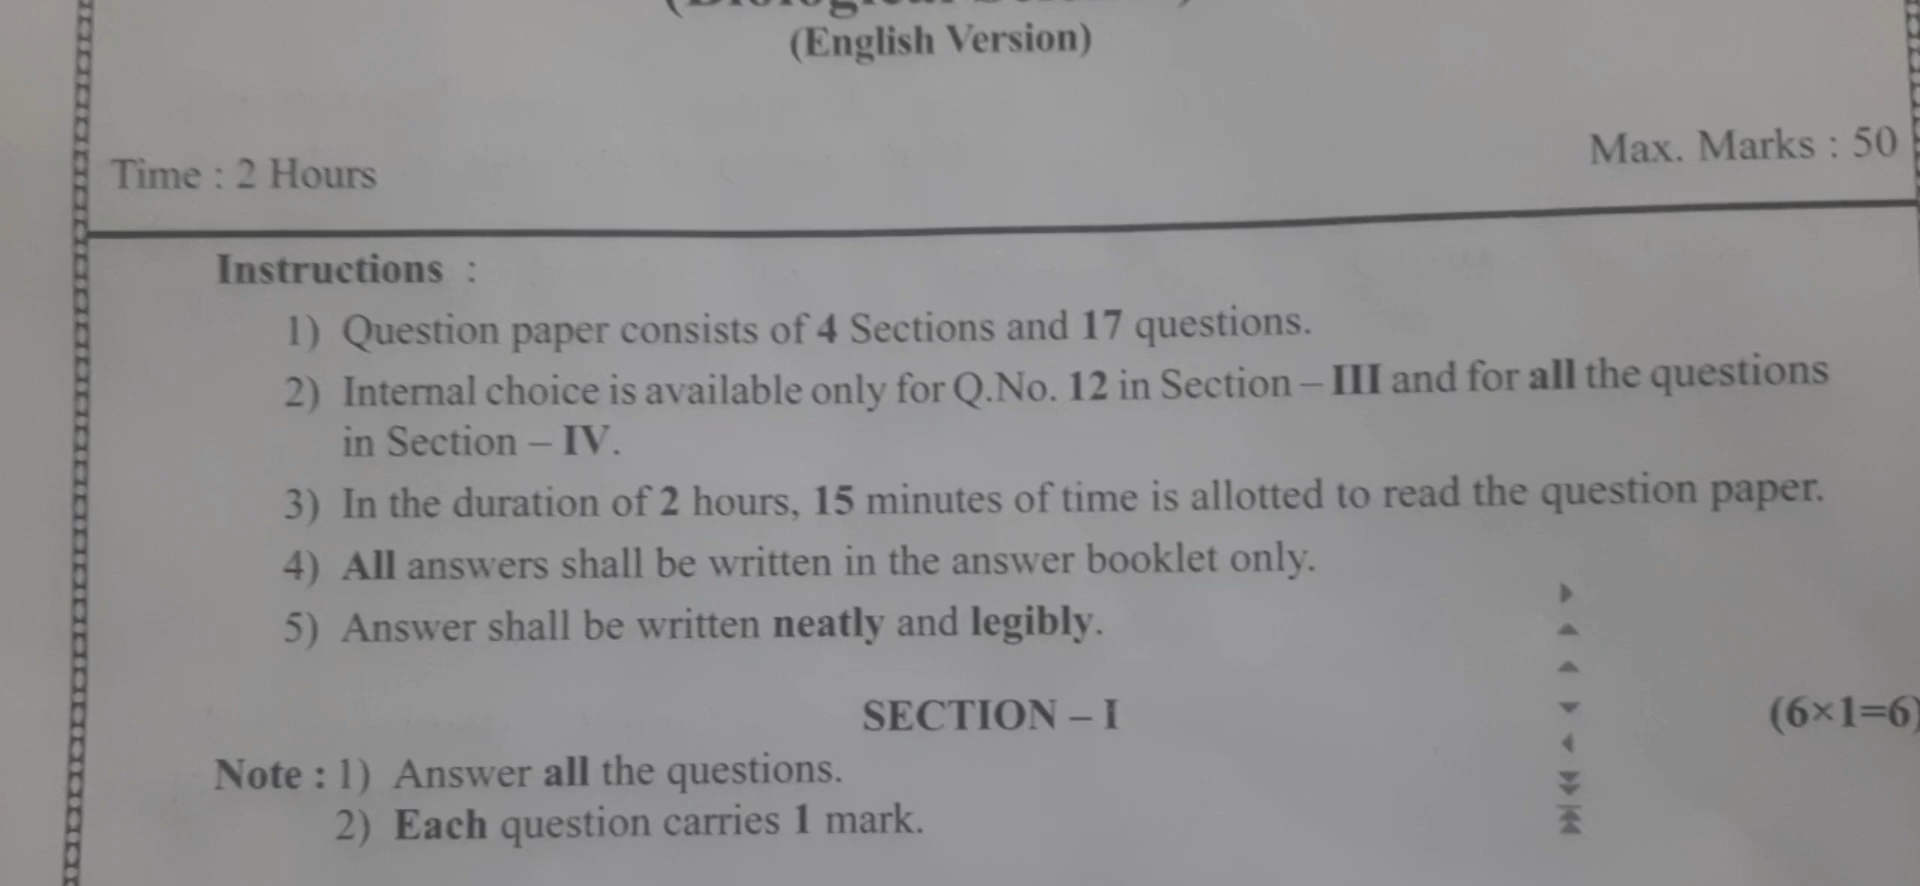 (English Version)
Time : 2 Hours
Max. Marks : 50
Instructions :
1) Question paper consists of 4 Sections and 17 questions.
2) Internal choice is available only for Q.No. 12 in Section – III and for all the questions
in Section – IV.
3) In the duration of 2 hours, 15 minutes of time is allotted to read the question paper.
4) All answers shall be written in the answer booklet only.
5) Answer shall be written neatly and legibly.
SECTION – I
(6×1=6)
Note : 1) Answer all the questions.
2) Each question carries 1 mark.